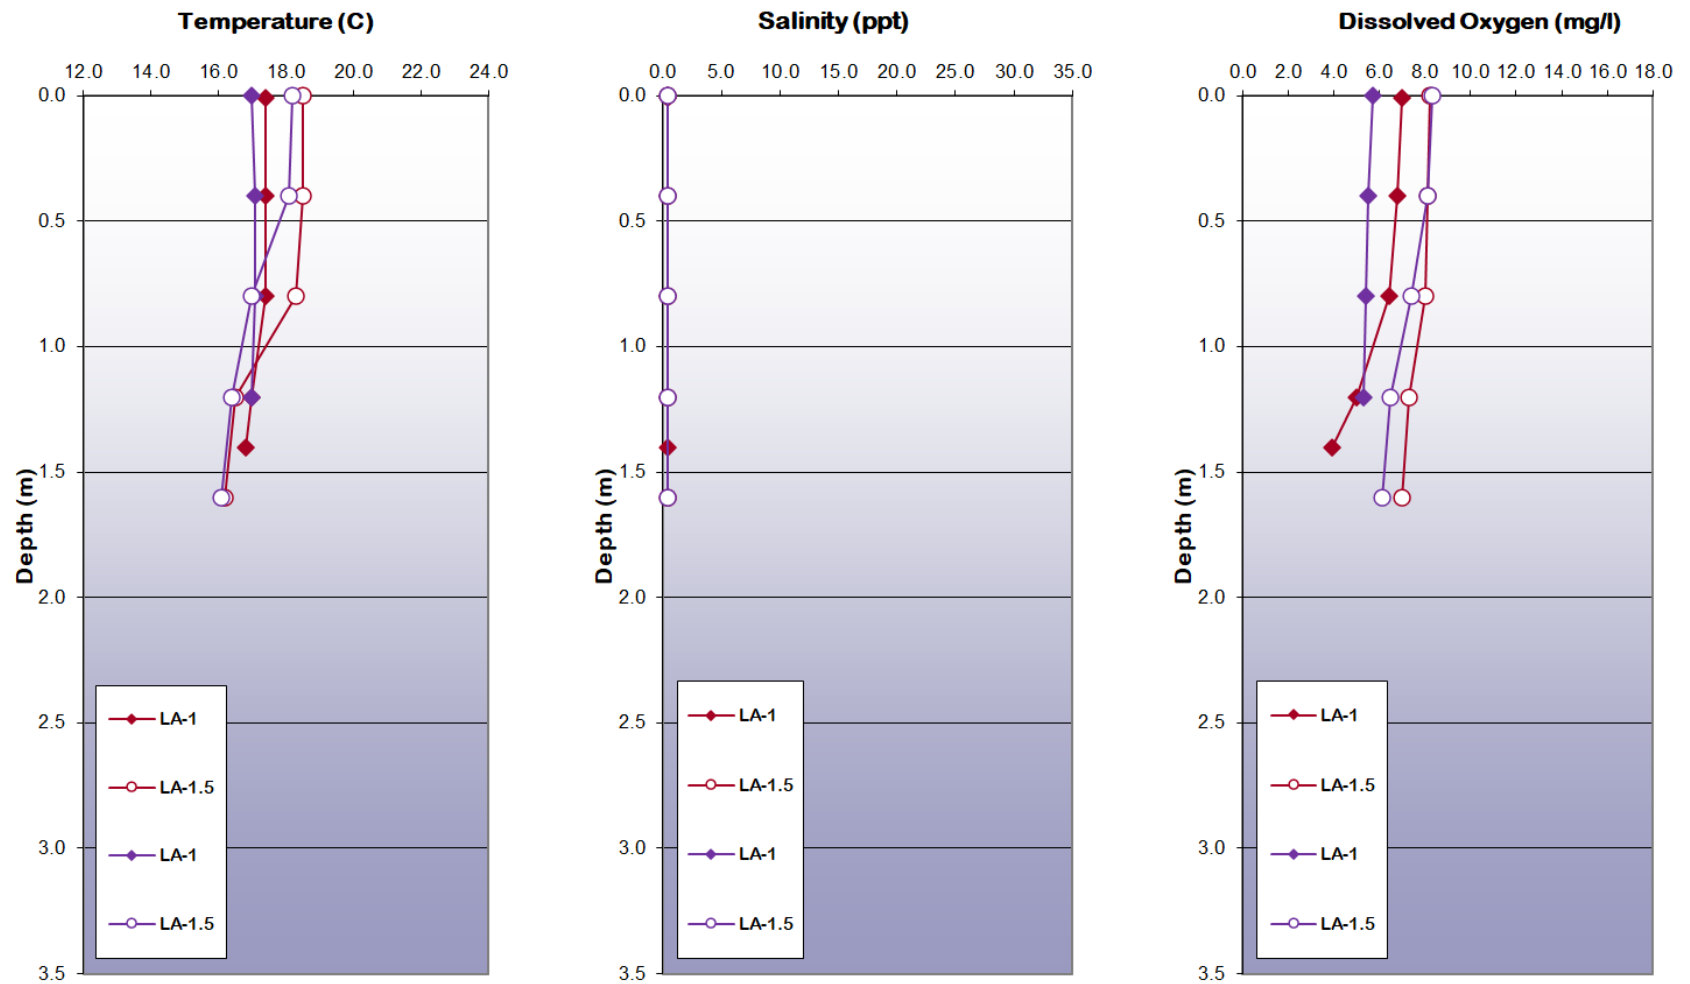 Temperature (C)
12.0 14.0 16.0 18.0 20.0 22.0 24.0
0.0
0.5
1.0
1.5
2.0
2.5
3.0
3.5
Depth (m)
LA-1
LA-1.5
LA-1
LA-1.5
Salinity (ppt)
0.0 5.0 10.0 15.0 20.0 25.0 30.0 35.0
0.0
0.5
1.0
1.5
2.0
2.5
3.0
3.5
Depth (m)
LA-1
LA-1.5
LA-1
LA-1.5
Dissolved Oxygen (mg/l)
0.0 2.0 4.0 6.0 8.0 10.0 12.0 14.0 16.0 18.0
0.0
0.5
1.0
1.5
2.0
2.5
3.0
3.5
Depth (m)
LA-1
LA-1.5
LA-1
LA-1.5